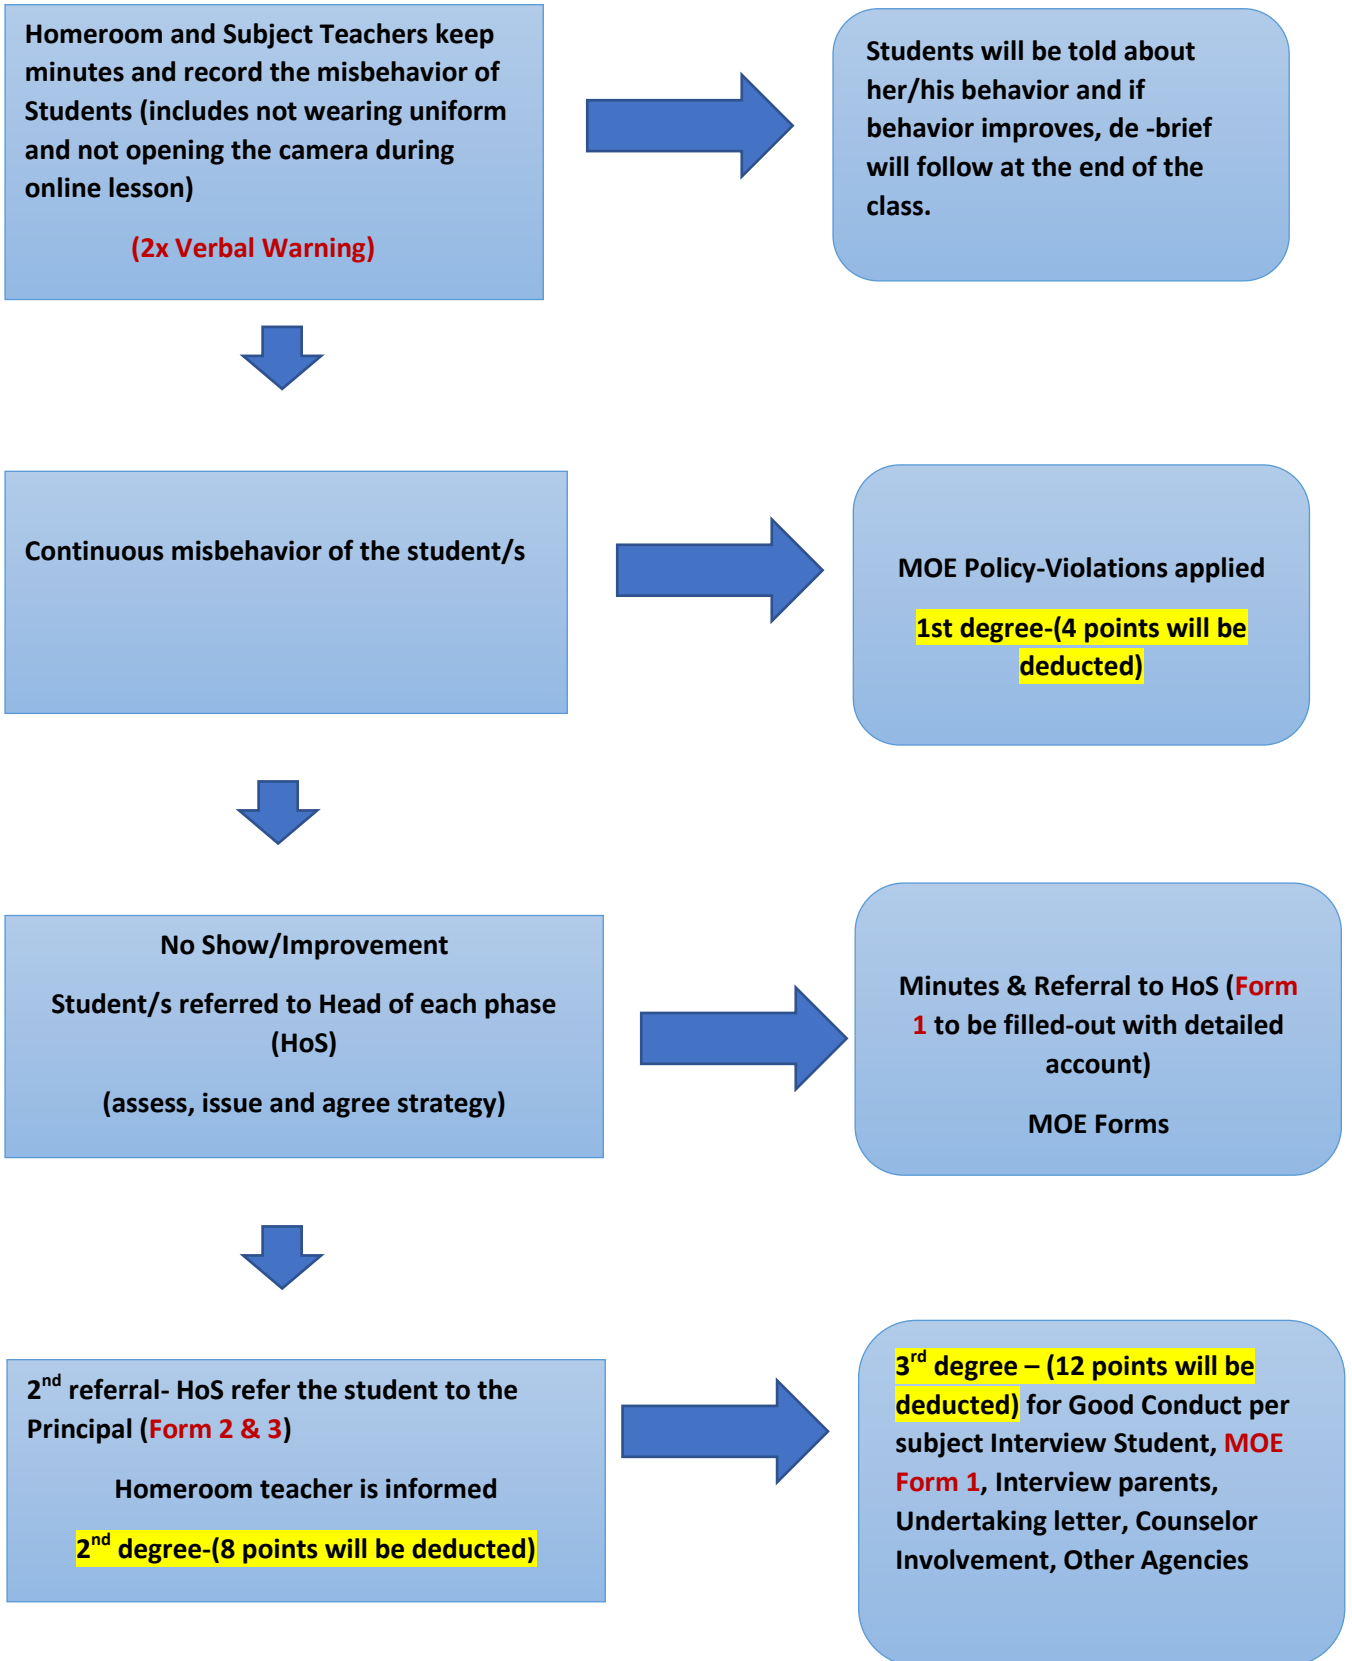 Homeroom and Subject Teachers keep
minutes and record the misbehavior of
Students (includes not wearing uniform
and not opening the camera during
online lesson)
(2x Verbal Warning)
Students will be told about
her/his behavior and if
behavior improves, de -brief
will follow at the end of the
class.
Continuous misbehavior of the student/s
MOE Policy-Violations applied
1st degree-(4 points will be
deducted)
No Show/Improvement
Student/s referred to Head of each phase
(HoS)
(assess, issue and agree strategy)
Minutes & Referral to HoS (Form
1 to be filled-out with detailed
account)
MOE Forms
2nd referral- HoS refer the student to the
Principal (Form 2 & 3)
Homeroom teacher is informed
2nd degree-(8 points will be deducted)
3rd degree – (12 points will be
deducted) for Good Conduct per
subject Interview Student, MOE
Form 1, Interview parents,
Undertaking letter, Counselor
Involvement, Other Agencies